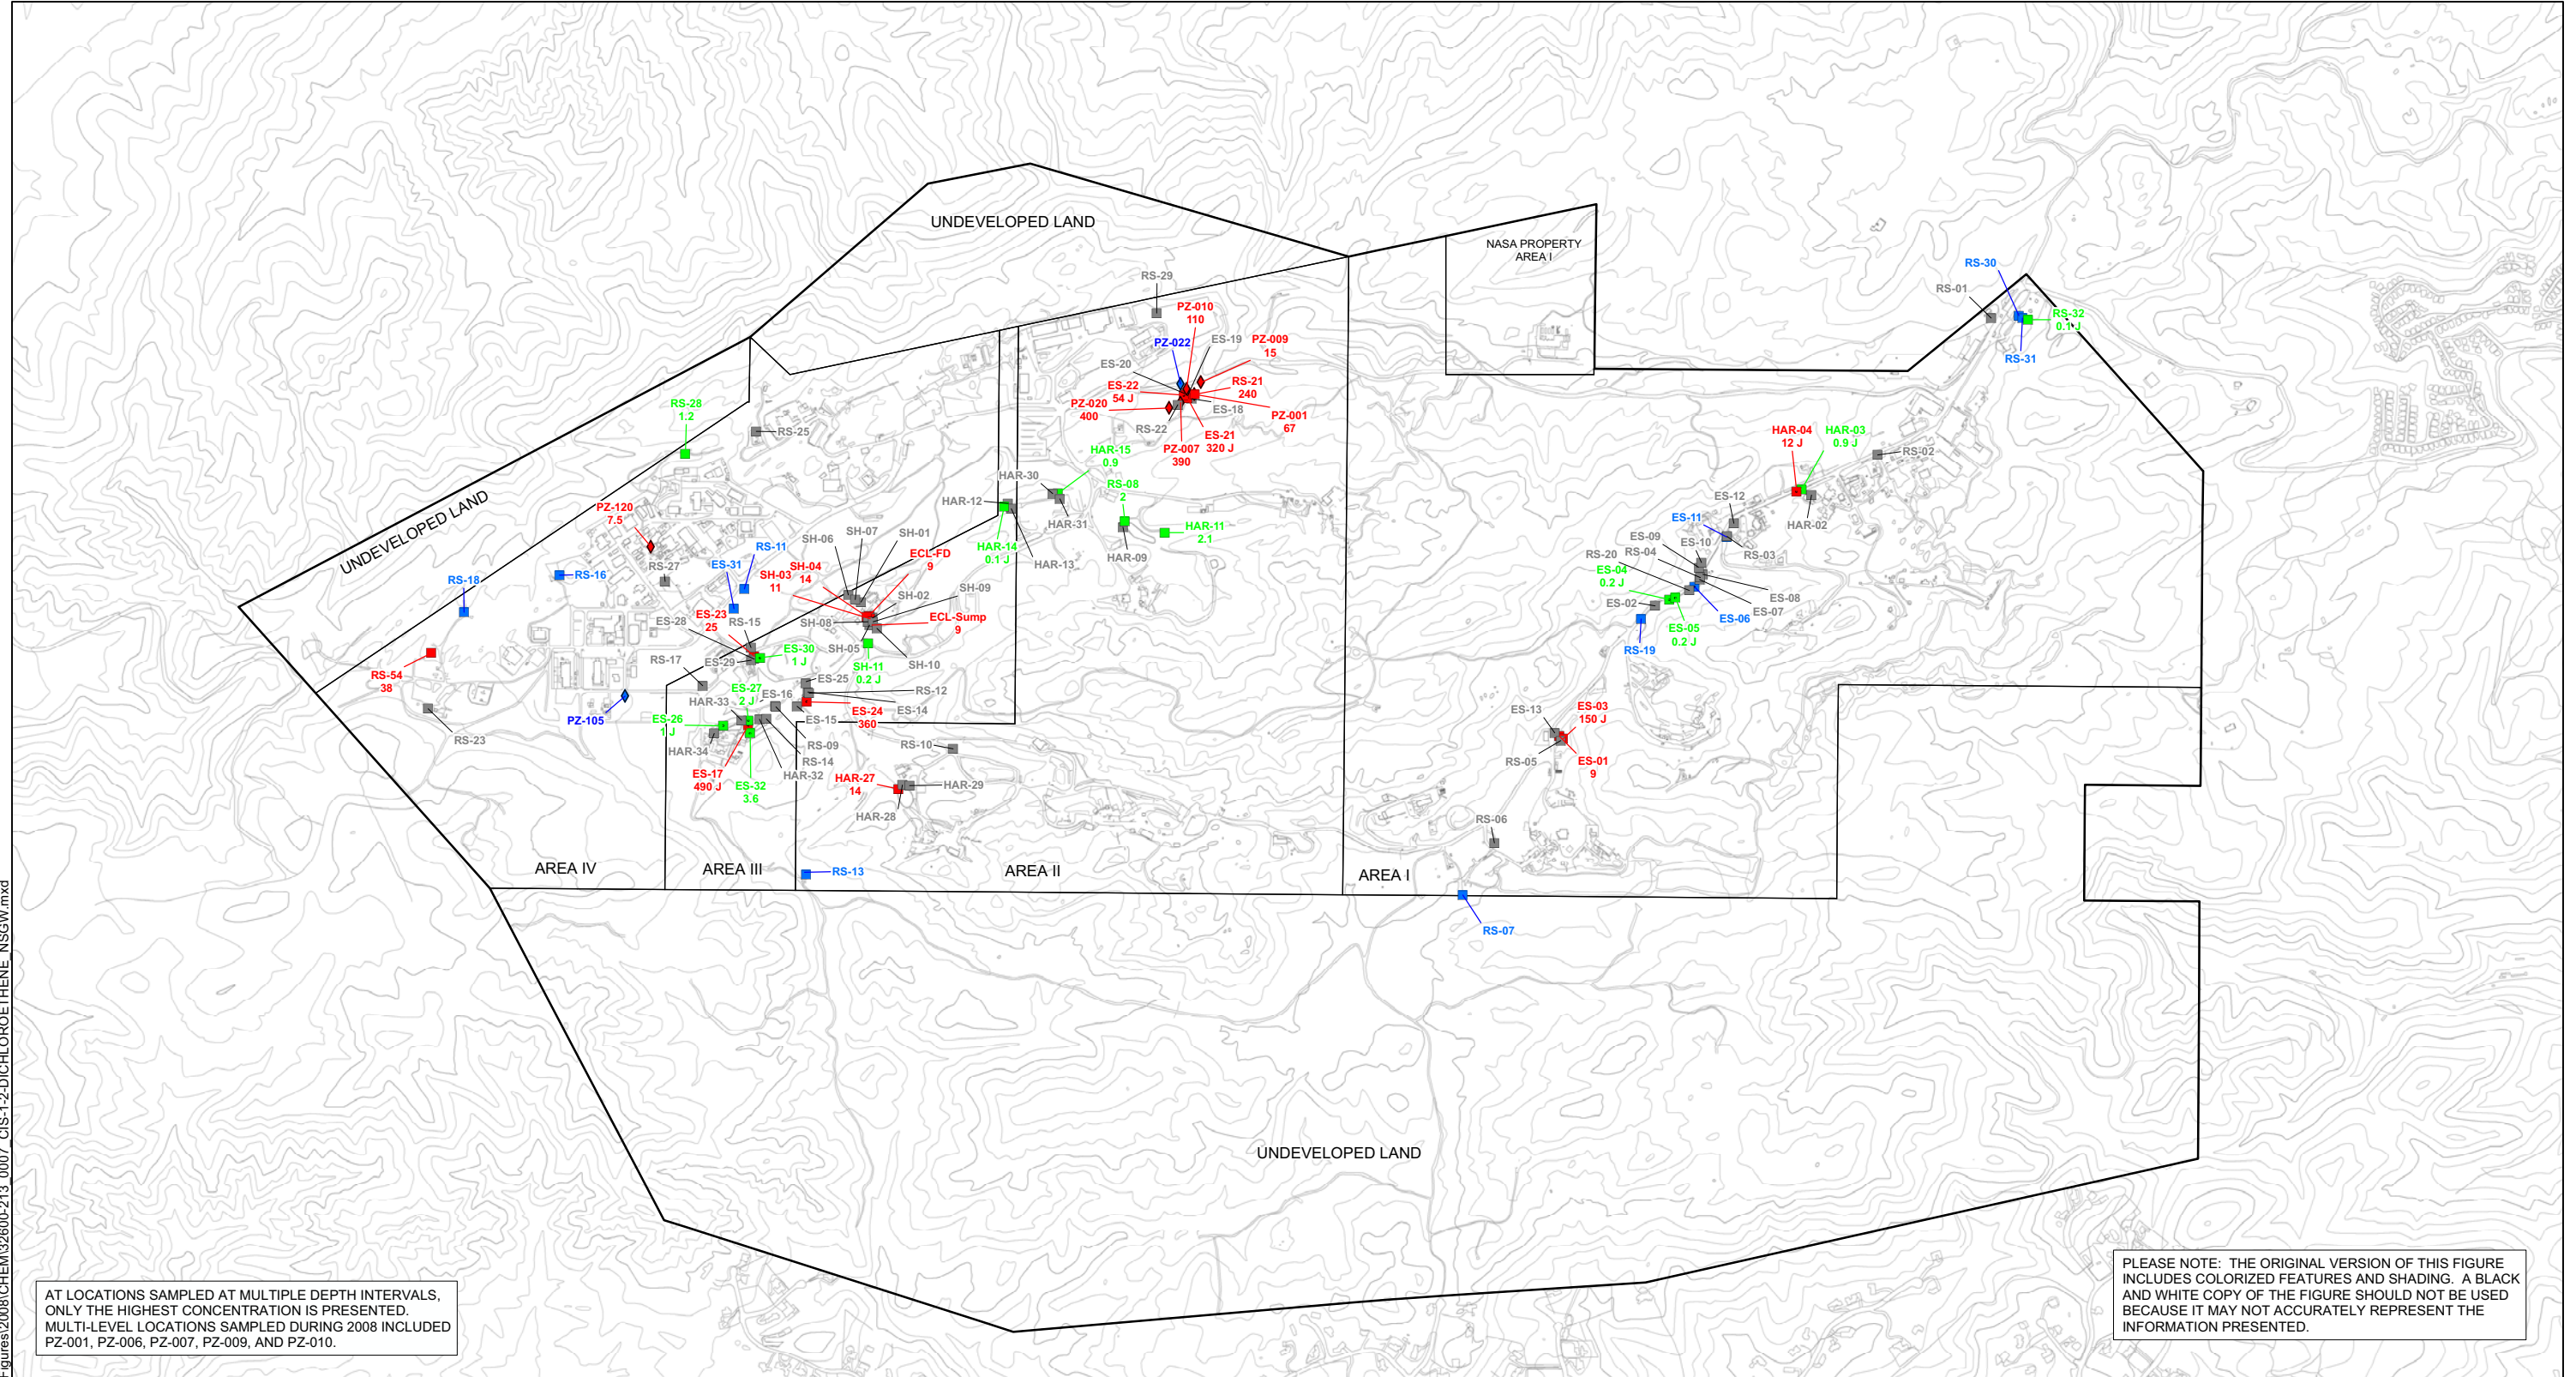 UNDEVELOPED LAND
NASA PROPERTY
AREA I
RS-29
RS-30
RS-01
RS-32
0.1 J
RS-31
PZ-010
110
PZ-022
ES-19
PZ-009
15
ES-20
ES-22
54 J
RS-21
240
PZ-020
400
ES-18
PZ-001
67
RS-22
ES-21
320 J
PZ-007
390
RS-28
1.2
RS-25
HAR-04
12 J
HAR-03
0.9 J
RS-02
HAR-15
0.9
HAR-30
RS-08
2
HAR-12
HAR-31
HAR-11
2.1
HAR-14
0.1 J
HAR-13
HAR-09
UNDEVELOPED LAND
PZ-120
7.5
ES-12
HAR-02
ES-11
SH-07
SH-01
SH-06
ECL-FD
9
RS-11
ES-31
SH-04
14
SH-03
11
ES-09
ES-10
RS-03
RS-20
RS-04
ES-04
0.2 J
RS-27
RS-18
RS-16
SH-02
SH-09
ES-08
ES-07
ES-02
ES-06
ES-05
0.2 J
RS-19
ES-23
25
ES-28
RS-15
SH-08
ECL-Sump
9
SH-05
SH-10
SH-11
0.2 J
ES-30
1 J
RS-17
ES-29
RS-54
38
ES-25
RS-12
ES-27
2 J
ES-16
ES-14
HAR-33
ES-24
360
ES-15
PZ-105
ES-26
1 J
RS-23
HAR-34
RS-09
RS-14
HAR-32
RS-10
ES-13
ES-03
150 J
RS-05
ES-01
9
ES-17
490 J
ES-32
3.6
HAR-27
14
HAR-29
HAR-28
RS-06
AREA IV
AREA III
RS-13
AREA II
AREA I
RS-07
UNDEVELOPED LAND
AT LOCATIONS SAMPLED AT MULTIPLE DEPTH INTERVALS,
ONLY THE HIGHEST CONCENTRATION IS PRESENTED.
MULTI-LEVEL LOCATIONS SAMPLED DURING 2008 INCLUDED
PZ-001, PZ-006, PZ-007, PZ-009, AND PZ-010.
PLEASE NOTE: THE ORIGINAL VERSION OF THIS FIGURE
INCLUDES COLORIZED FEATURES AND SHADING. A BLACK
AND WHITE COPY OF THE FIGURE SHOULD NOT BE USED
BECAUSE IT MAY NOT ACCURATELY REPRESENT THE
INFORMATION PRESENTED.
Figures\2008\CHEM\32600-213_0007_CIS-1-2-DICHLOROETHENE_NSGW.mxd